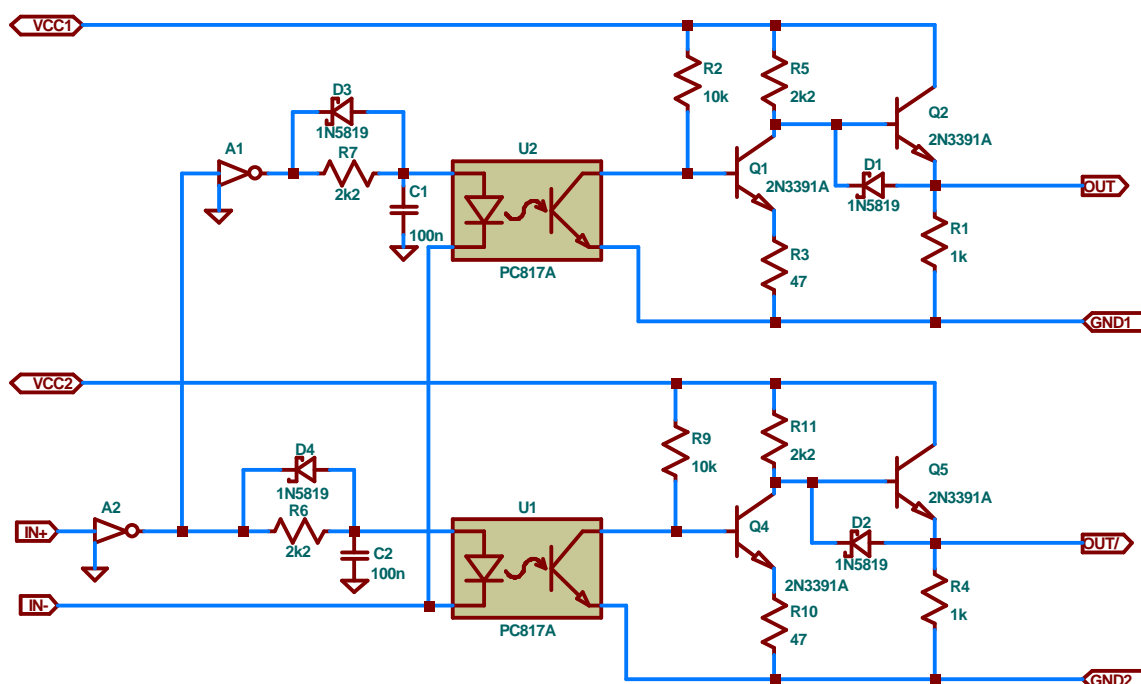 VCC1
R2
10k
R5
2k2
Q2
2N3391A
D3
1N5819
R7
2k2
A1
C1
100n
U2
PC817A
Q1
2N3391A
D1
1N5819
OUT
R3
47
R1
1k
GND1
VCC2
R9
10k
R11
2k2
Q5
2N3391A
D4
1N5819
R6
2k2
IN+
A2
C2
100n
U1
PC817A
Q4
2N3391A
D2
1N5819
OUT/
IN-
R10
47
R4
1k
GND2